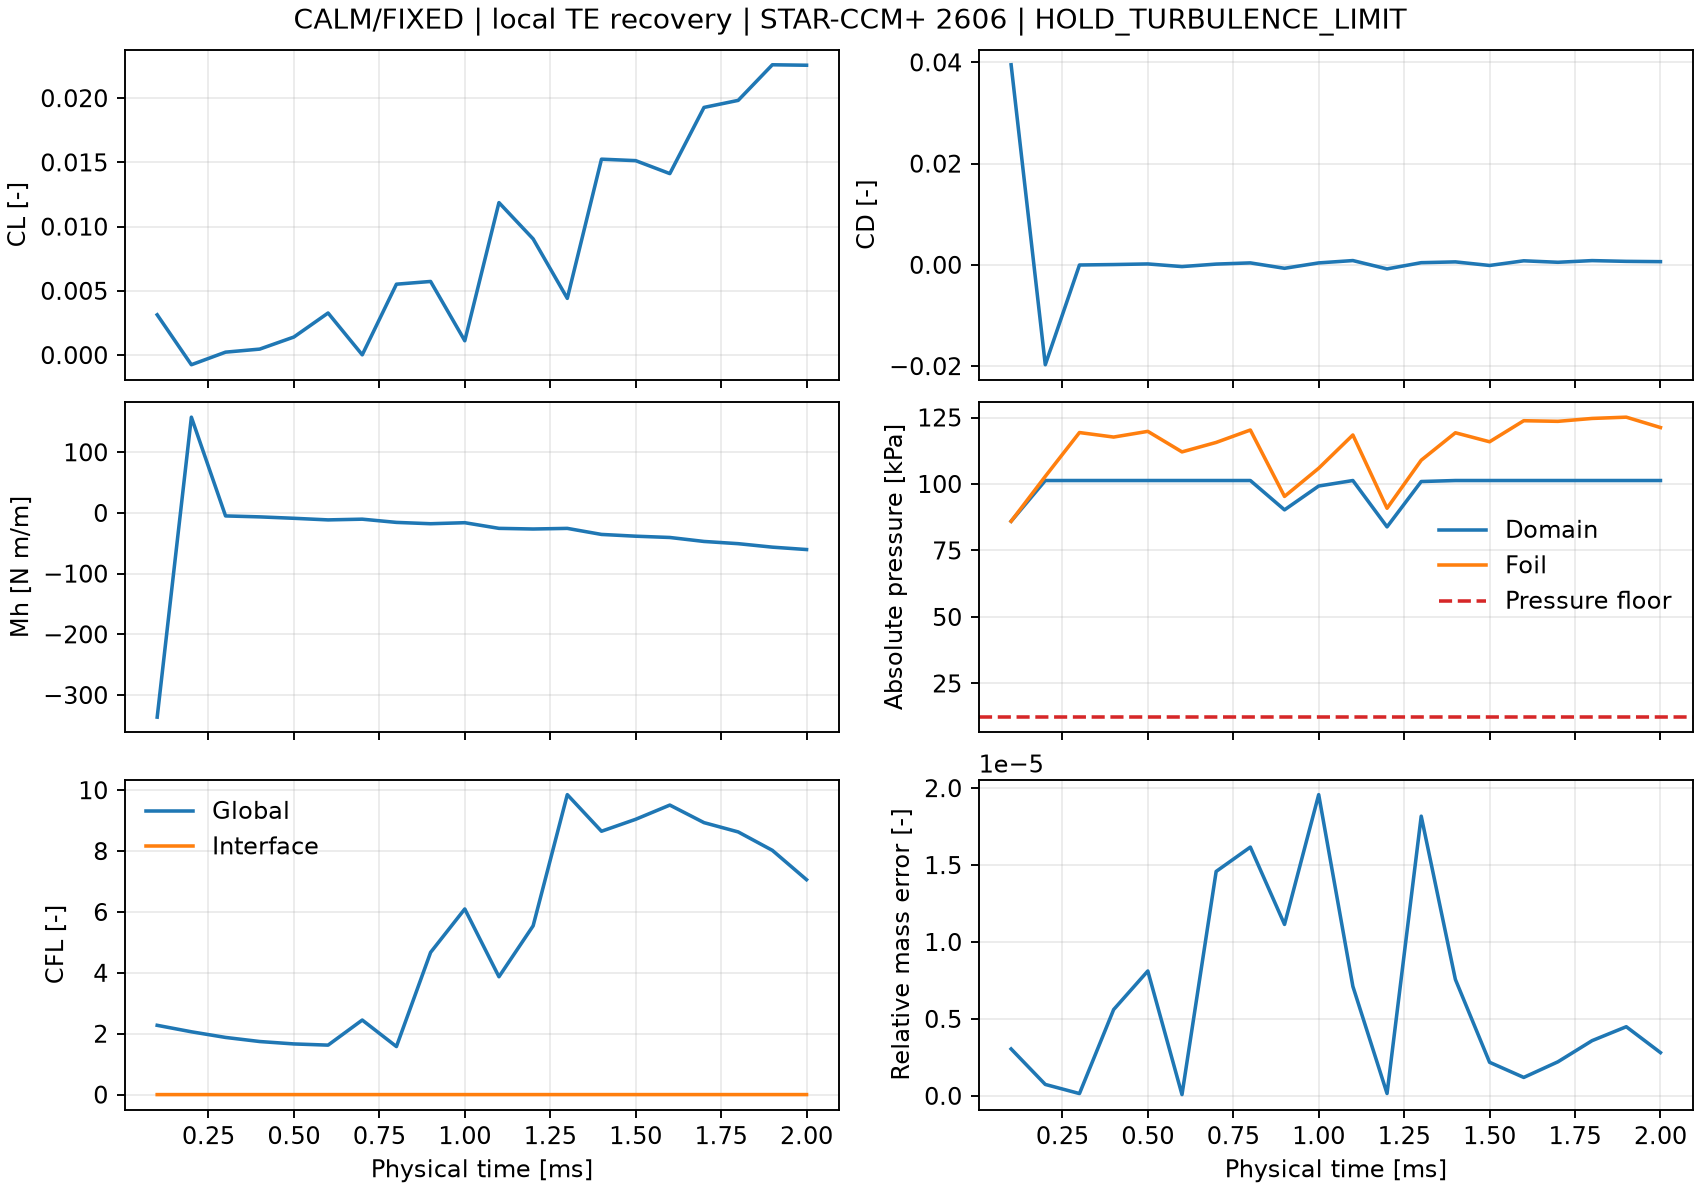 CALM/FIXED | local TE recovery | STAR-CCM+ 2606 | HOLD_TURBULENCE_LIMIT
CL [-]
0.020
0.015
0.010
0.005
0.000
CD [-]
0.04
0.02
0.00
−0.02
Mh [N m/m]
100
0
−100
−200
−300
Absolute pressure [kPa]
125
100
75
50
25
Domain
Foil
Pressure floor
CFL [-]
10
8
6
4
2
0
Global
Interface
0.25 0.50 0.75 1.00 1.25 1.50 1.75 2.00
Physical time [ms]
1e−5
Relative mass error [-]
2.0
1.5
1.0
0.5
0.0
0.25 0.50 0.75 1.00 1.25 1.50 1.75 2.00
Physical time [ms]